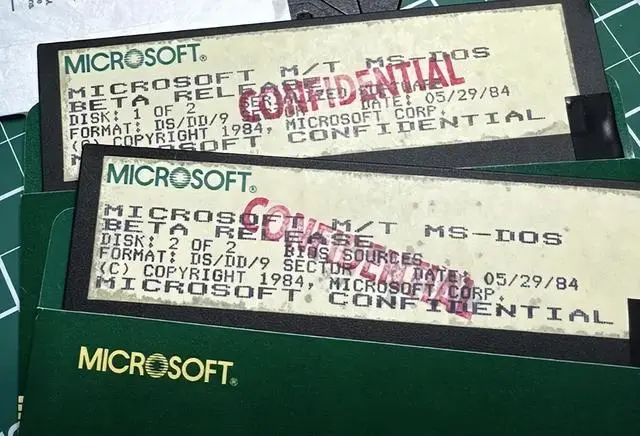 MICROSOFT®
MICROSOFT M/T MS-DOS
BETA RELEASE
DISK: 1 OF 2
FORMAT: DS/DD/9 SECTOR DATE: 05/29/84
(C) COPYRIGHT 1984, MICROSOFT CORP.
MICROSOFT CONFIDENTIAL
CONFIDENTIAL
MICROSOFT®
MICROSOFT M/T MS-DOS
BETA RELEASE
DISK: 2 OF 2 BIOS SOURCES
FORMAT: DS/DD/9 SECTOR DATE: 05/29/84
(C) COPYRIGHT 1984, MICROSOFT CORP.
MICROSOFT CONFIDENTIAL
CONFIDENTIAL
MICROSOFT®